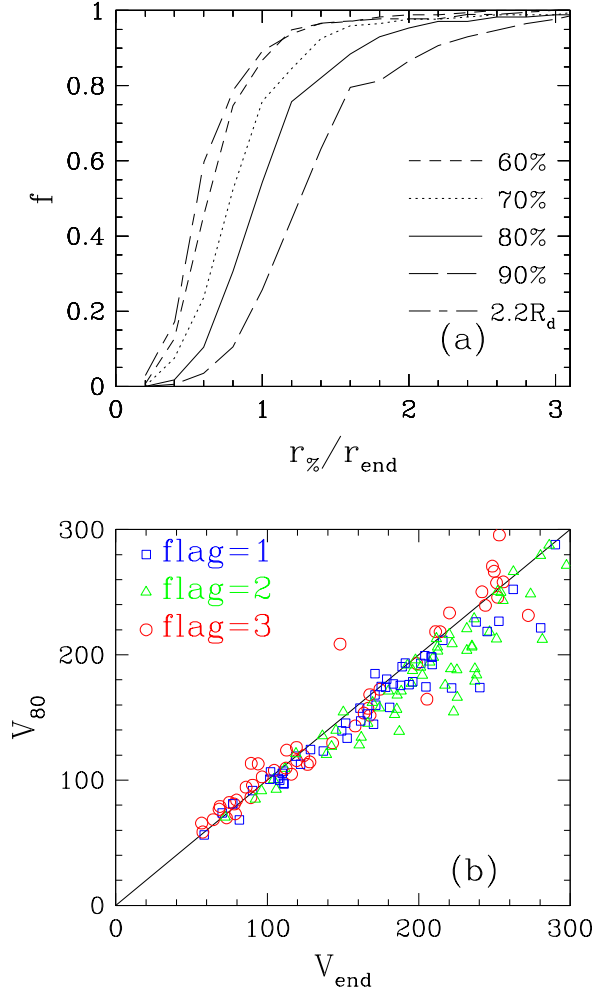 1
0.8
0.6
0.4
0.2
0
f
60%
70%
80%
90%
2.2R_d
(a)
0 1 2 3
r_%/r_end
300
200
100
0
V_80
flag=1
flag=2
flag=3
(b)
0 100 200 300
V_end